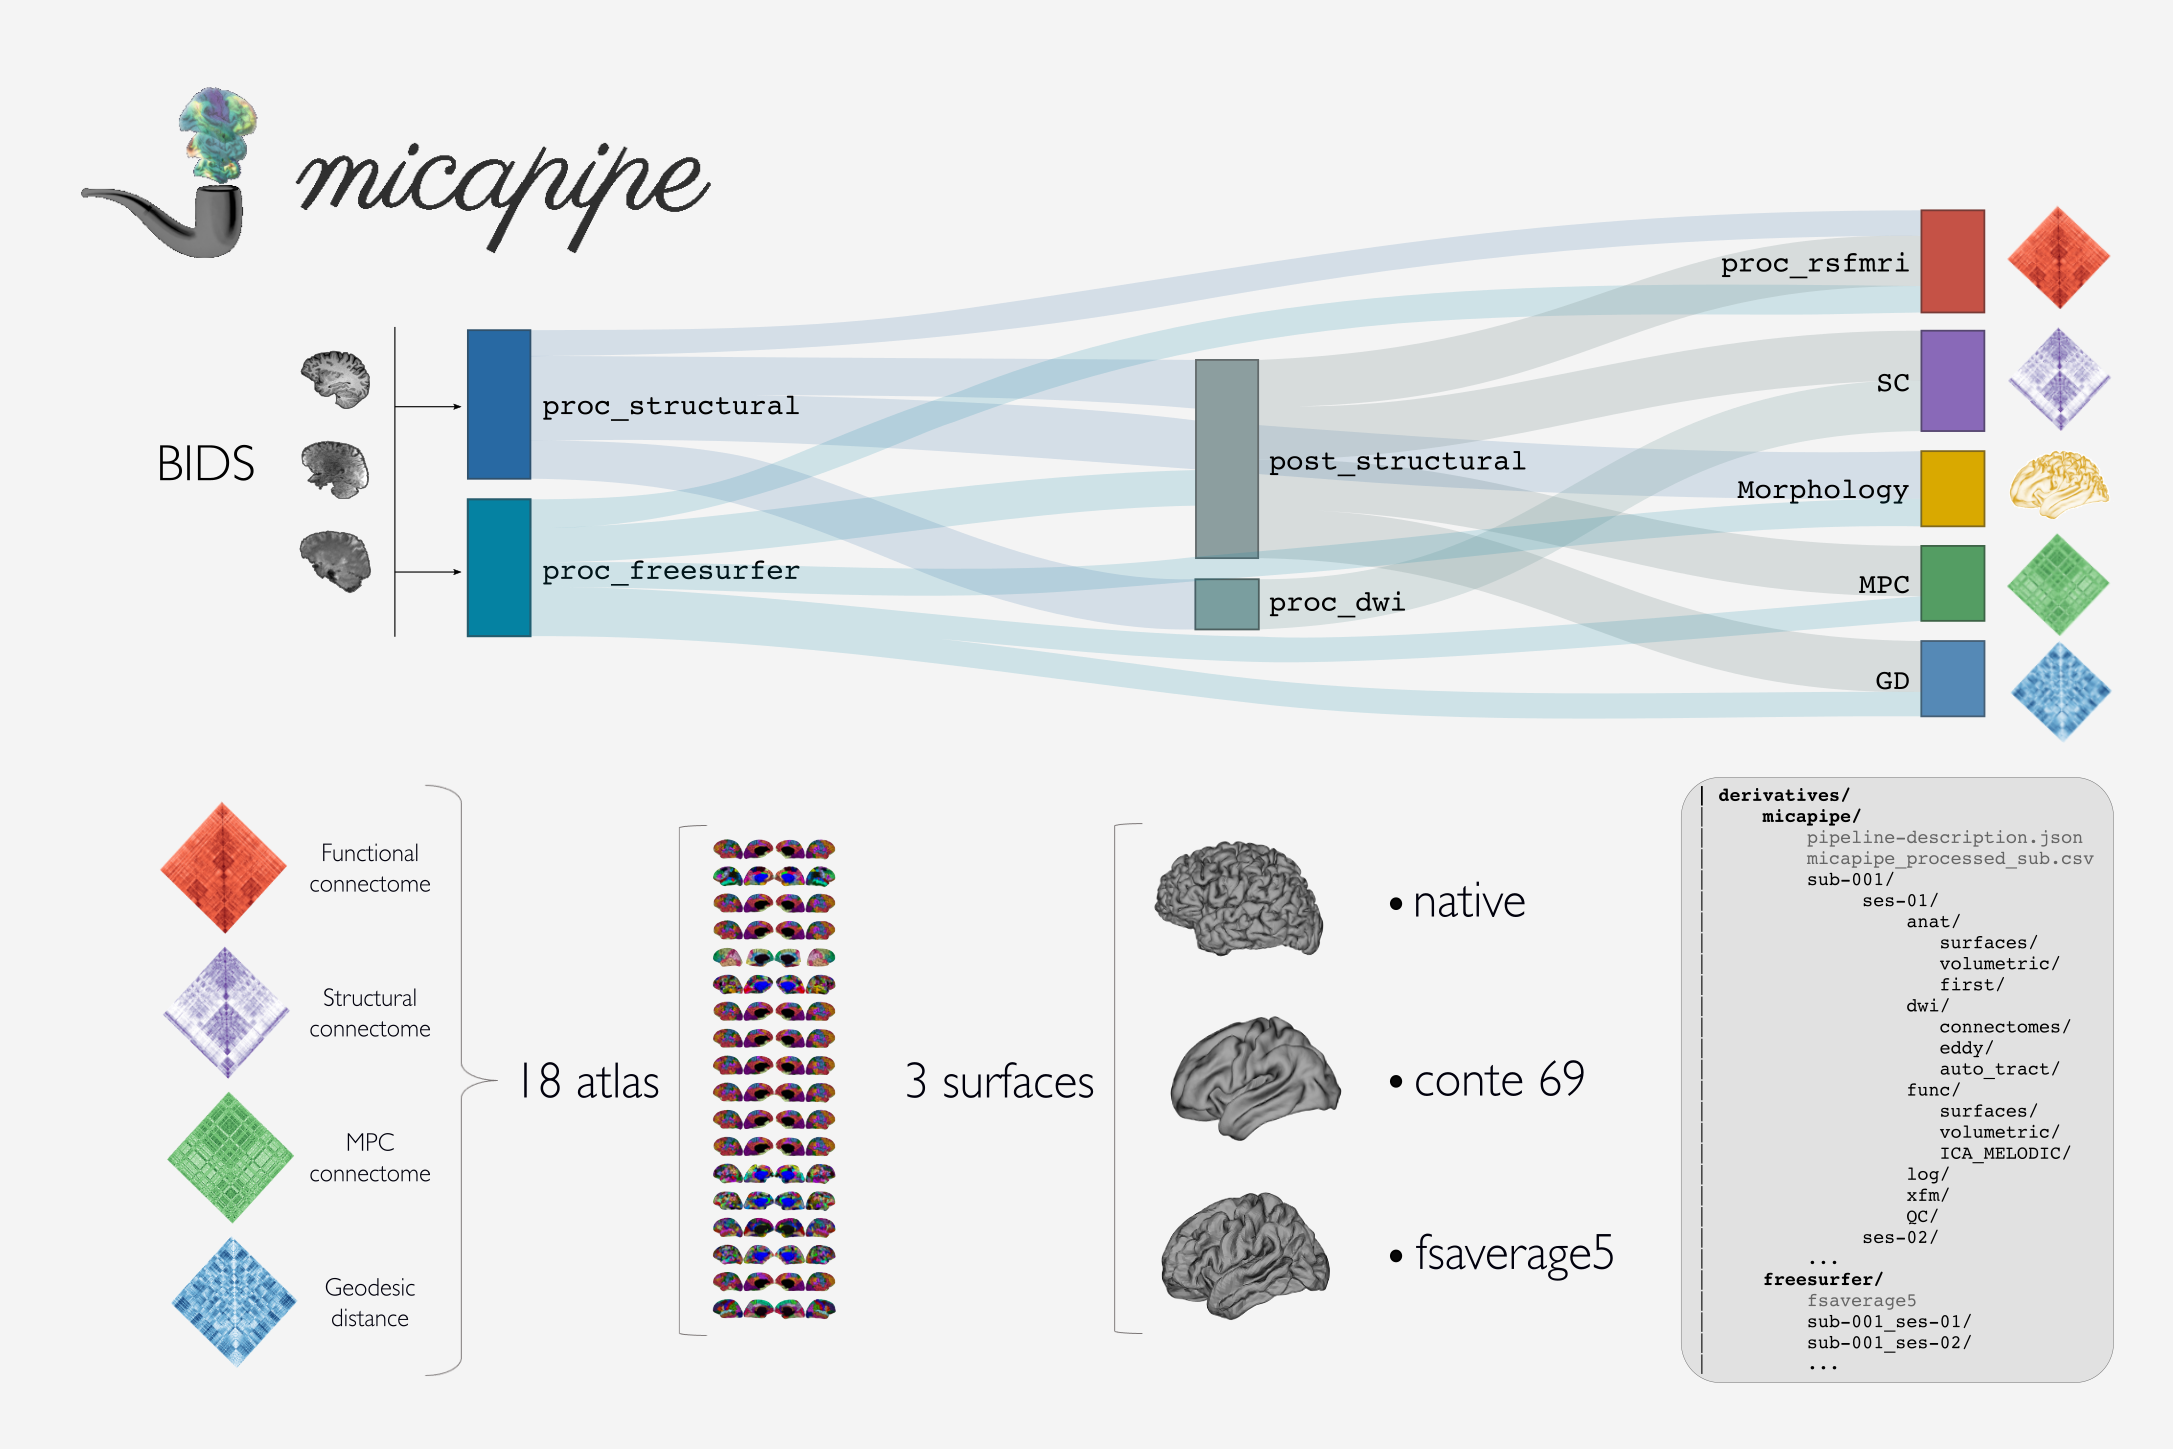 micapipe
BIDS
proc_structural
proc_freesurfer
post_structural
proc_dwi
proc_rsfmri
SC
Morphology
MPC
GD
Functional
connectome
Structural
connectome
MPC
connectome
Geodesic
distance
18 atlas
3 surfaces
• native
• conte 69
• fsaverage5
derivatives/
micapipe/
pipeline-description.json
micapipe_processed_sub.csv
sub-001/
ses-01/
anat/
surfaces/
volumetric/
first/
dwi/
connectomes/
eddy/
auto_tract/
func/
surfaces/
volumetric/
ICA_MELODIC/
log/
xfm/
QC/
ses-02/
...
freesurfer/
fsaverage5
sub-001_ses-01/
sub-001_ses-02/
...